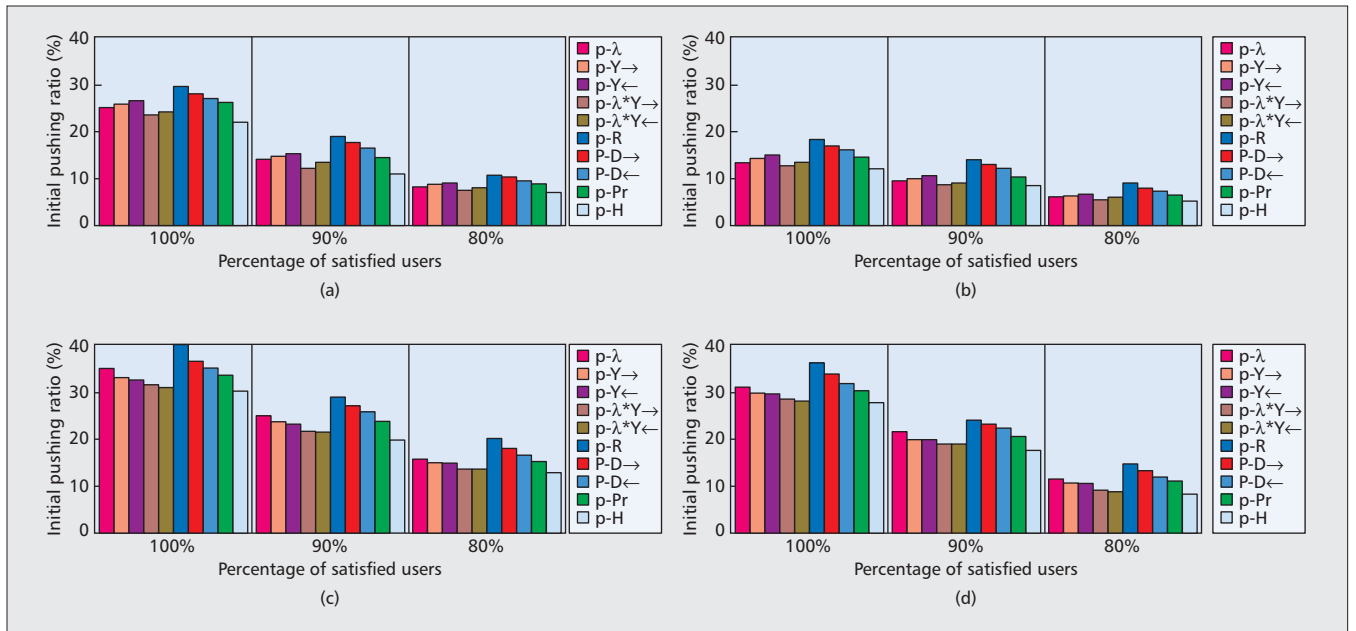 Initial pushing ratio (%)
40
30
20
10
0
100%
90%
80%
Percentage of satisfied users
(a)
p-λ
p-Y→
p-Y←
p-λ*Y→
p-λ*Y←
p-R
P-D→
P-D←
p-Pr
p-H
Initial pushing ratio (%)
40
30
20
10
0
100%
90%
80%
Percentage of satisfied users
(b)
p-λ
p-Y→
p-Y←
p-λ*Y→
p-λ*Y←
p-R
P-D→
P-D←
p-Pr
p-H
Initial pushing ratio (%)
40
30
20
10
0
100%
90%
80%
Percentage of satisfied users
(c)
p-λ
p-Y→
p-Y←
p-λ*Y→
p-λ*Y←
p-R
P-D→
P-D←
p-Pr
p-H
Initial pushing ratio (%)
40
30
20
10
0
100%
90%
80%
Percentage of satisfied users
(d)
p-λ
p-Y→
p-Y←
p-λ*Y→
p-λ*Y←
p-R
P-D→
P-D←
p-Pr
p-H